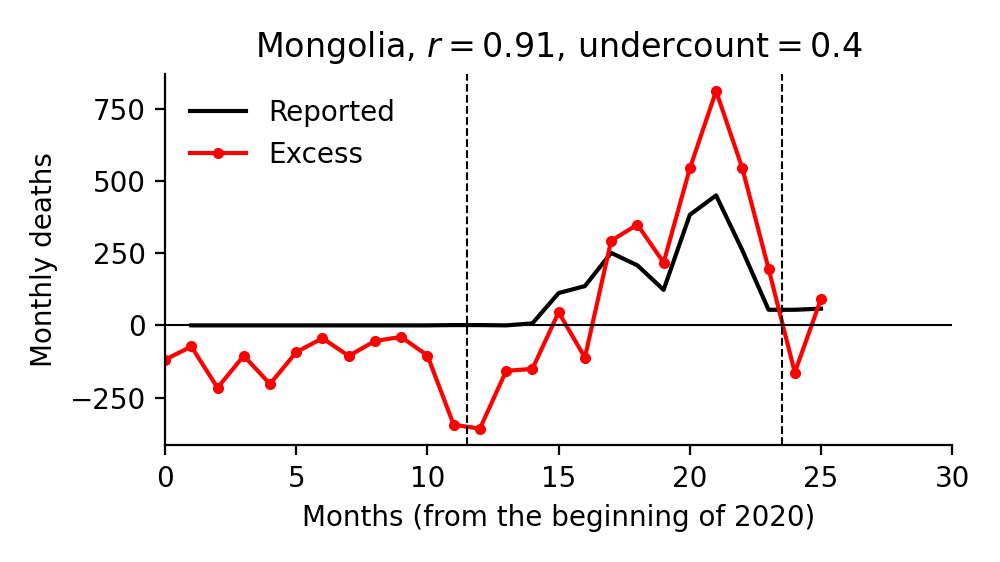 Mongolia, r = 0.91, undercount = 0.4
Reported
Excess
Monthly deaths
750
500
250
0
−250
0 5 10 15 20 25 30
Months (from the beginning of 2020)